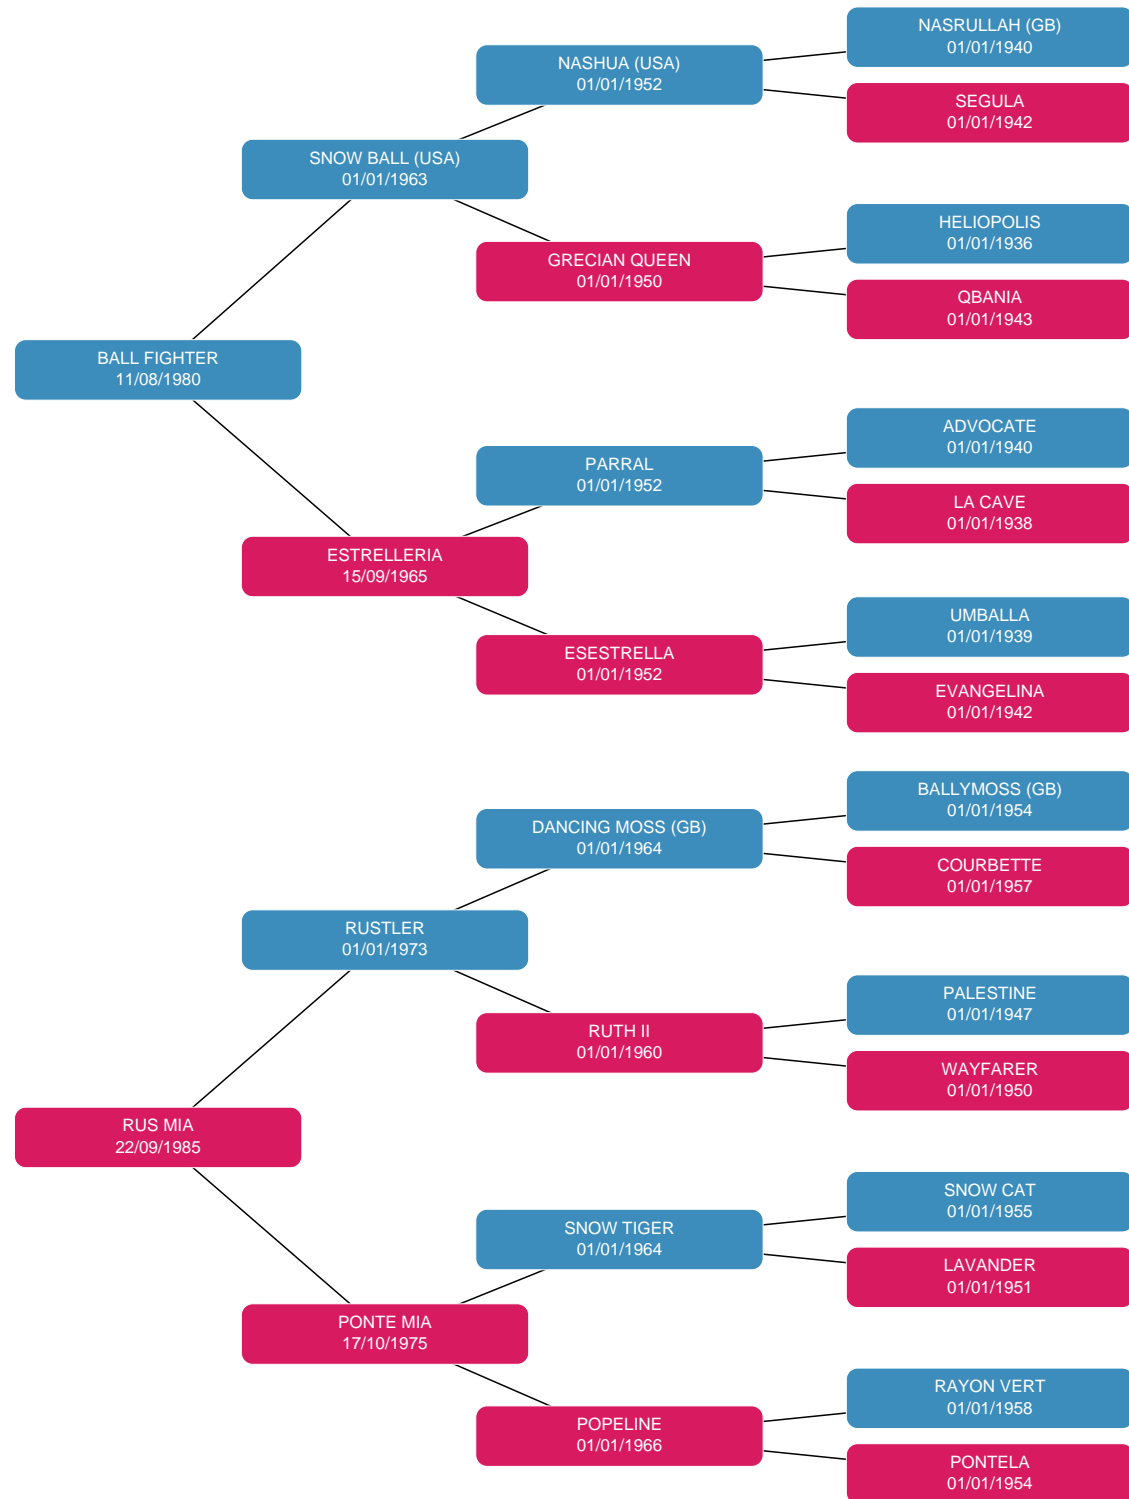 NASRULLAH (GB)
01/01/1940
NASHUA (USA)
01/01/1952
SEGULA
01/01/1942
SNOW BALL (USA)
01/01/1963
HELIOPOLIS
01/01/1936
GRECIAN QUEEN
01/01/1950
QBANIA
01/01/1943
BALL FIGHTER
11/08/1980
ADVOCATE
01/01/1940
PARRAL
01/01/1952
LA CAVE
01/01/1938
ESTRELLERIA
15/09/1965
UMBALLA
01/01/1939
ESESTRELLA
01/01/1952
EVANGELINA
01/01/1942
BALLYMOSS (GB)
01/01/1954
DANCING MOSS (GB)
01/01/1964
COURBETTE
01/01/1957
RUSTLER
01/01/1973
PALESTINE
01/01/1947
RUTH II
01/01/1960
WAYFARER
01/01/1950
RUS MIA
22/09/1985
SNOW CAT
01/01/1955
SNOW TIGER
01/01/1964
LAVANDER
01/01/1951
PONTE MIA
17/10/1975
RAYON VERT
01/01/1958
POPELINE
01/01/1966
PONTELA
01/01/1954